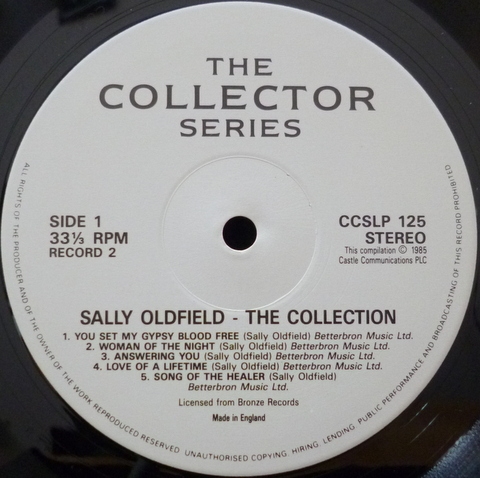 THE
COLLECTOR
SERIES
SIDE 1
33⅓ RPM
RECORD 2
CCSLP 125
STEREO
This compilation © 1985
Castle Communications PLC
SALLY OLDFIELD - THE COLLECTION
1. YOU SET MY GYPSY BLOOD FREE (Sally Oldfield) Betterbron Music Ltd.
2. WOMAN OF THE NIGHT (Sally Oldfield) Betterbron Music Ltd.
3. ANSWERING YOU (Sally Oldfield) Betterbron Music Ltd.
4. LOVE OF A LIFETIME (Sally Oldfield) Betterbron Music Ltd.
5. SONG OF THE HEALER (Sally Oldfield)
Betterbron Music Ltd.
Licensed from Bronze Records
Made in England
ALL RIGHTS OF THE PRODUCER AND OF THE OWNER OF THE WORK REPRODUCED RESERVED. UNAUTHORISED COPYING, HIRING, LENDING, PUBLIC PERFORMANCE AND BROADCASTING OF THIS RECORD PROHIBITED